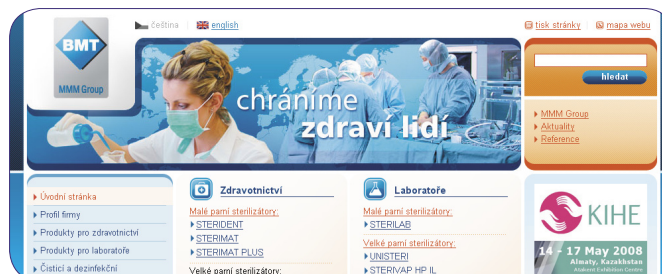 čeština
english
tisk stránky
mapa webu
BMT
MMM Group
chráníme
zdraví lidí
hledat
MMM Group
Aktuality
Reference
Úvodní stránka
Profil firmy
Produkty pro zdravotnictví
Produkty pro laboratoře
Čisticí a dezinfekční
Zdravotnictví
Malé parní sterilizátory:
STERIDENT
STERIMAT
STERIMAT PLUS
Velké parní sterilizátory:
Laboratoře
Malé parní sterilizátory:
STERILAB
Velké parní sterilizátory:
UNISTERI
STERIVAP HP IL
KIHE
14 - 17 May 2008
Almaty, Kazakhstan
Atakent Exhibition Centre